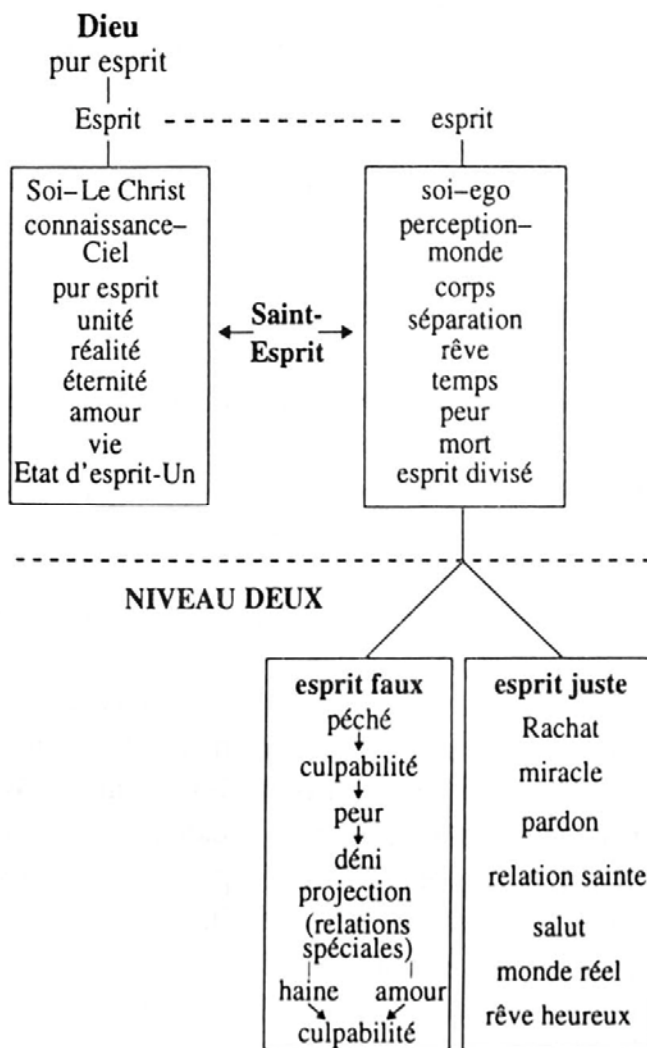 Dieu
pur esprit
Esprit
esprit
Soi–Le Christ
connaissance–
Ciel
pur esprit
unité
réalité
éternité
amour
vie
Etat d'esprit-Un
Saint-
Esprit
soi–ego
perception–
monde
corps
séparation
rêve
temps
peur
mort
esprit divisé
NIVEAU DEUX
esprit faux
péché
culpabilité
peur
déni
projection
(relations
spéciales)
haine amour
culpabilité
esprit juste
Rachat
miracle
pardon
relation sainte
salut
monde réel
rêve heureux